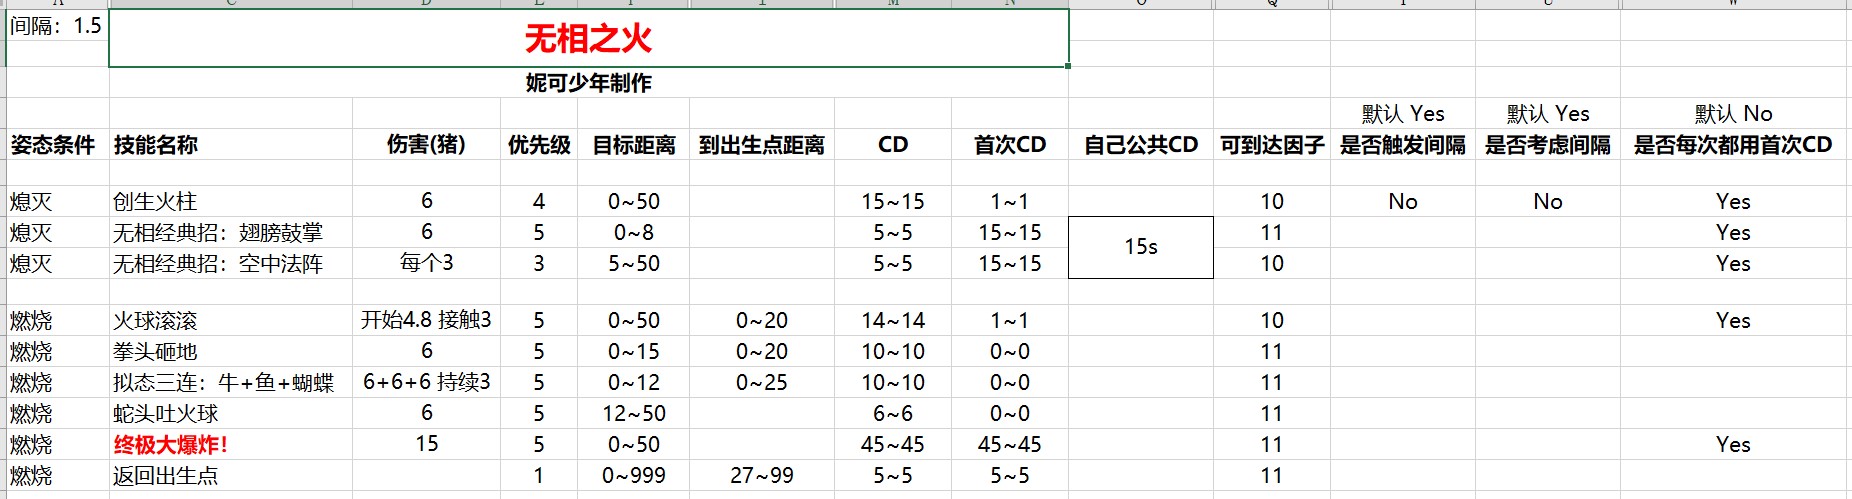 间隔：1.5
无相之火
妮可少年制作
默认 Yes 默认 Yes 默认 No
姿态条件 技能名称 伤害(猪) 优先级 目标距离 到出生点距离 CD 首次CD 自己公共CD 可到达因子 是否触发间隔 是否考虑间隔 是否每次都用首次CD
熄灭 创生火柱 6 4 0~50 15~15 1~1 10 No No Yes
熄灭 无相经典招：翅膀鼓掌 6 5 0~8 5~5 15~15 11 Yes
15s
熄灭 无相经典招：空中法阵 每个3 3 5~50 5~5 15~15 10 Yes
燃烧 火球滚滚 开始4.8 接触3 5 0~50 0~20 14~14 1~1 10 Yes
燃烧 拳头砸地 6 5 0~15 0~20 10~10 0~0 11
燃烧 拟态三连：牛+鱼+蝴蝶 6+6+6 持续3 5 0~12 0~25 10~10 0~0 11
燃烧 蛇头吐火球 6 5 12~50 6~6 0~0 11
燃烧 终极大爆炸！ 15 5 0~50 45~45 45~45 11 Yes
燃烧 返回出生点 1 0~999 27~99 5~5 5~5 11